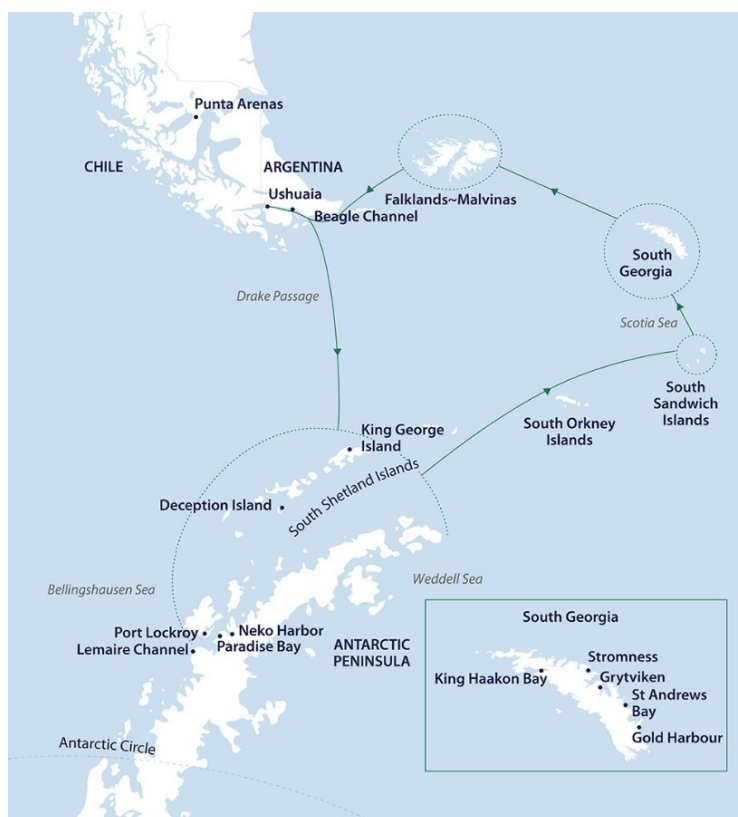 Punta Arenas
CHILE
ARGENTINA
Ushuaia
Beagle Channel
Falklands~Malvinas
South
Georgia
Drake Passage
Scotia Sea
South
Sandwich
Islands
South Orkney
Islands
King George
Island
South Shetland Islands
Deception Island
Bellingshausen Sea
Weddell Sea
Port Lockroy
Neko Harbor
Lemaire Channel
Paradise Bay
ANTARCTIC
PENINSULA
Antarctic Circle
South Georgia
King Haakon Bay
Stromness
Grytviken
St Andrews
Bay
Gold Harbour